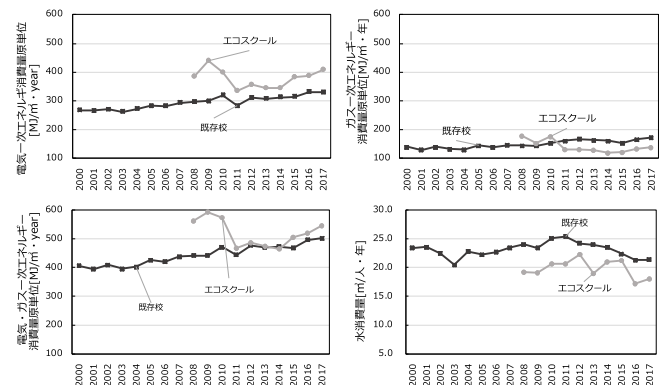 電気一次エネルギ消費量原単位
[MJ/㎡・year]
600
500
400
300
200
100
エコスクール
既存校
2000 2001 2002 2003 2004 2005 2006 2007 2008 2009 2010 2011 2012 2013 2014 2015 2016 2017
ガス一次エネルギー
消費量原単位[MJ/㎡・年]
600
500
400
300
200
100
既存校
エコスクール
2000 2001 2002 2003 2004 2005 2006 2007 2008 2009 2010 2011 2012 2013 2014 2015 2016 2017
電気・ガス一次エネルギー
消費量原単位[MJ/㎡・year]
600
500
400
300
200
100
エコスクール
既存校
2000 2001 2002 2003 2004 2005 2006 2007 2008 2009 2010 2011 2012 2013 2014 2015 2016 2017
水消費量[㎥/人・年]
30.0
25.0
20.0
15.0
10.0
5.0
既存校
エコスクール
2000 2001 2002 2003 2004 2005 2006 2007 2008 2009 2010 2011 2012 2013 2014 2015 2016 2017